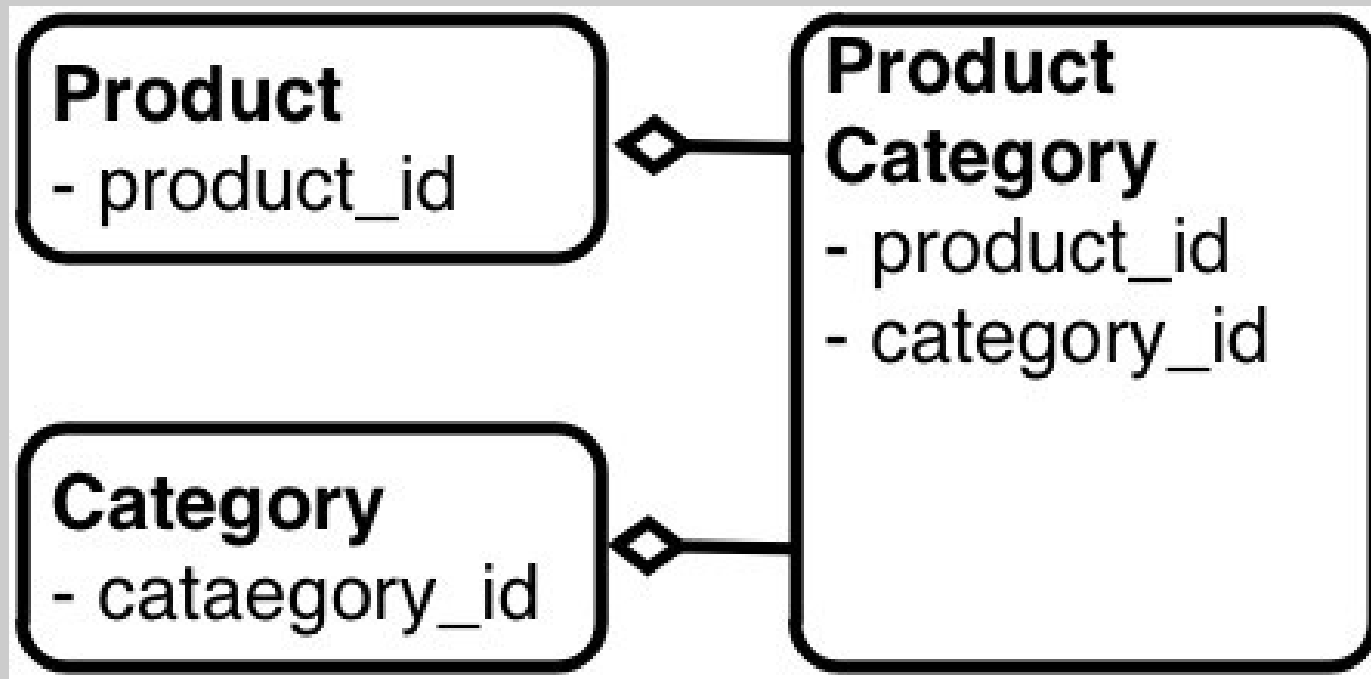 Product
- product_id
Product
Category
- product_id
- category_id
Category
- cataegory_id